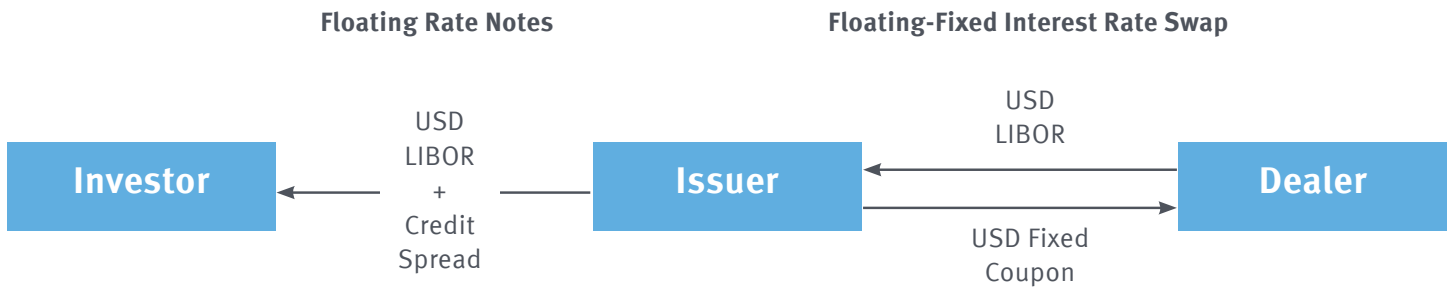 Floating Rate Notes
Floating-Fixed Interest Rate Swap
Investor
USD
LIBOR
+
Credit
Spread
Issuer
USD
LIBOR
USD Fixed
Coupon
Dealer